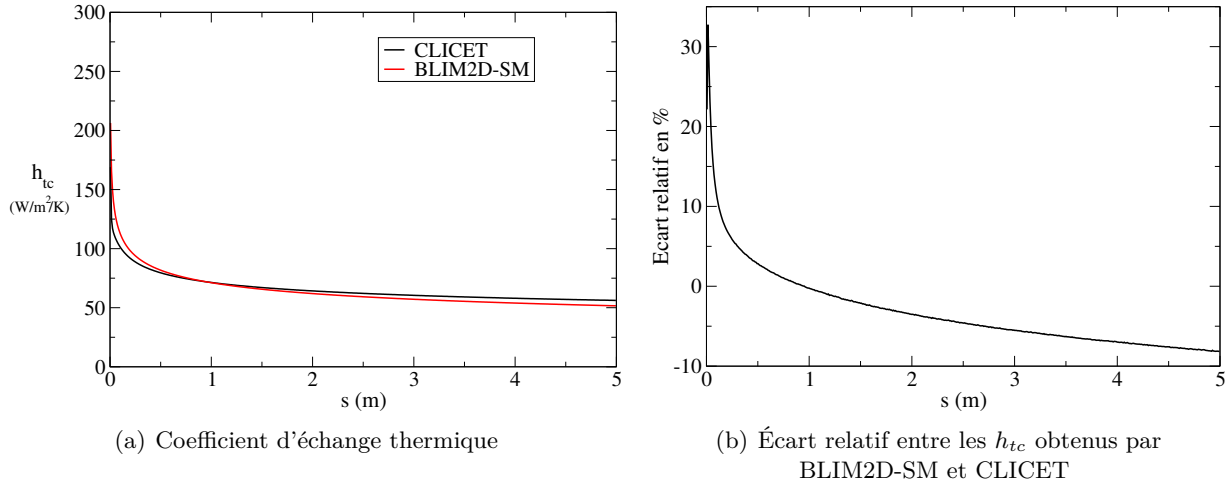 300
250
200
150
100
50
0
h_tc
(W/m²/K)
0 1 2 3 4 5
s (m)
CLICET
BLIM2D-SM
(a) Coefficient d'échange thermique
30
20
10
0
-10
Ecart relatif en %
0 1 2 3 4 5
s (m)
(b) Écart relatif entre les h_tc obtenus par
BLIM2D-SM et CLICET